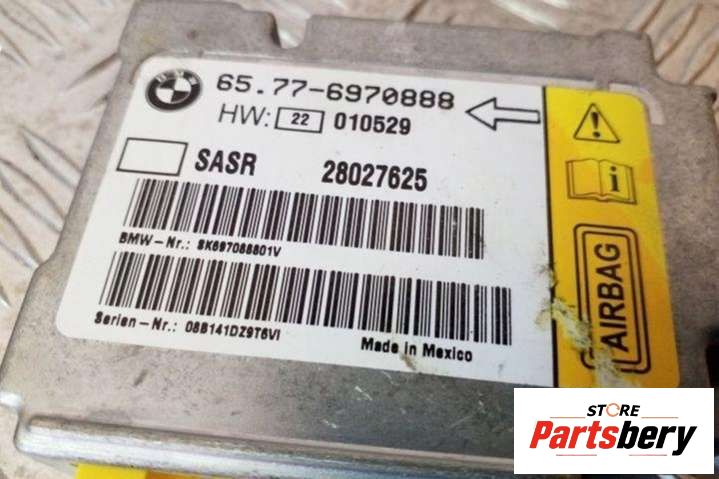 BMW
65.77-6970888
HW: 22 010529
SASR 28027625
BMW-Nr.: SK697088801V
Serien-Nr.: 08B141DZ9T6VI
Made in Mexico
AIRBAG
STORE
Partsbery